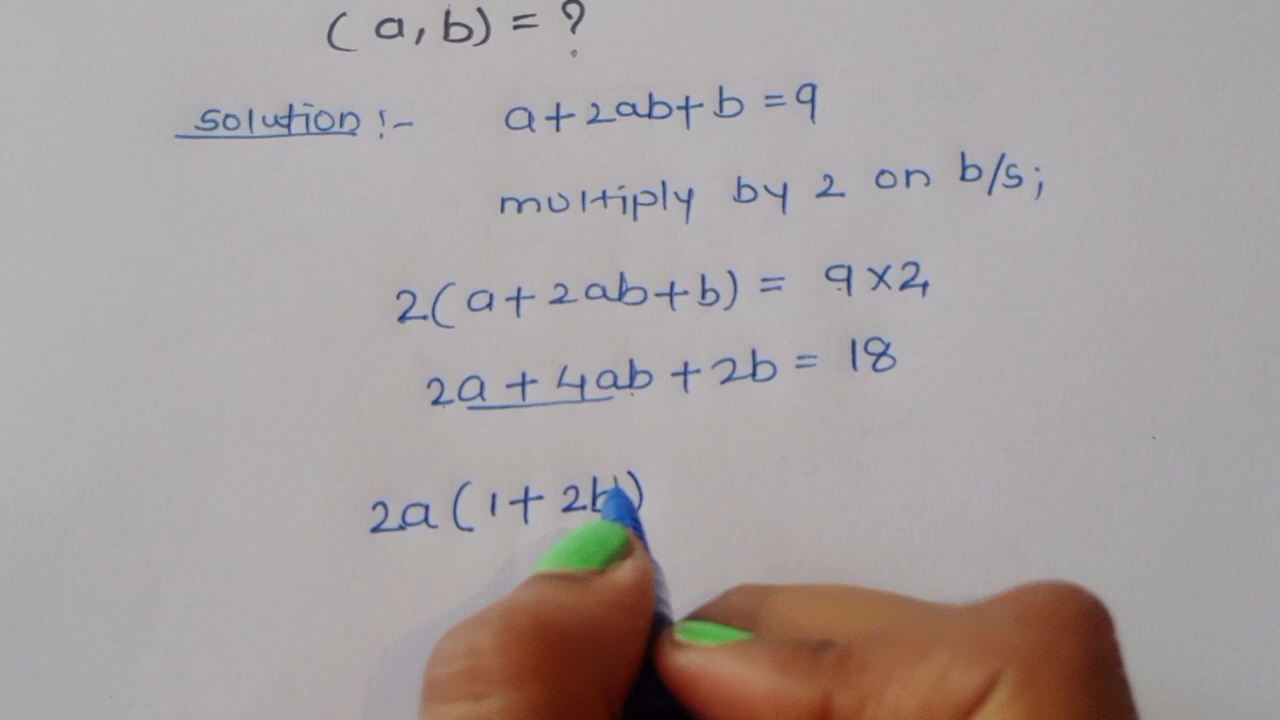 (a,b) = ?
Solution :- a+2ab+b=9
multiply by 2 on b/s;
2(a+2ab+b) = 9×2
2a+4ab+2b = 18
2a(1+2b)